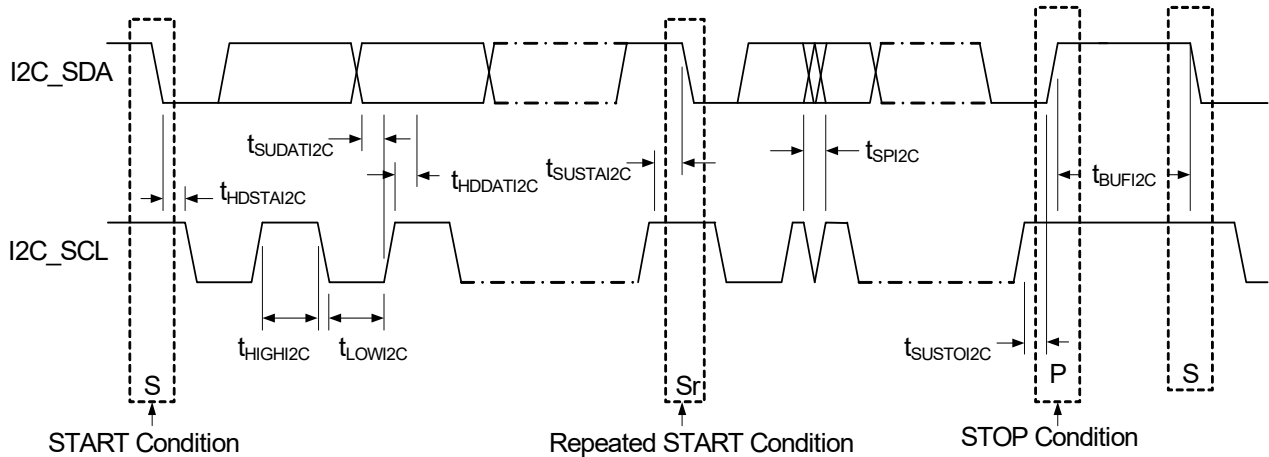 I2C_SDA
tSUDATI2C
tHDSTAI2C
tHDDATI2C
tSUSTAI2C
tSPI2C
tBUFI2C
I2C_SCL
tHIGHI2C
tLOWI2C
tSUSTOI2C
S
Sr
P
S
START Condition
Repeated START Condition
STOP Condition